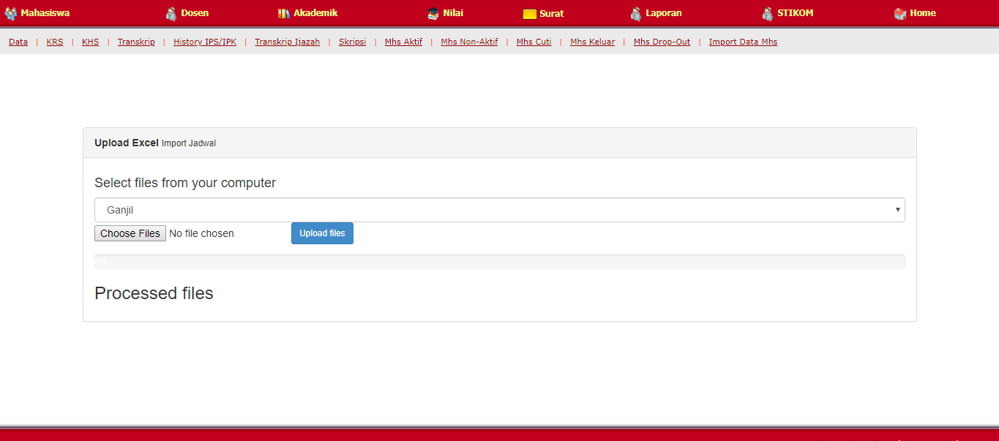 Mahasiswa Dosen Akademik Nilai Surat Laporan STIKOM Home
Data | KRS | KHS | Transkrip | History IPS/IPK | Transkrip Ijazah | Skripsi | Mhs Aktif | Mhs Non-Aktif | Mhs Cuti | Mhs Keluar | Mhs Drop-Out | Import Data Mhs
Upload Excel Import Jadwal
Select files from your computer
Ganjil
Choose Files No file chosen Upload files
0%
Processed files